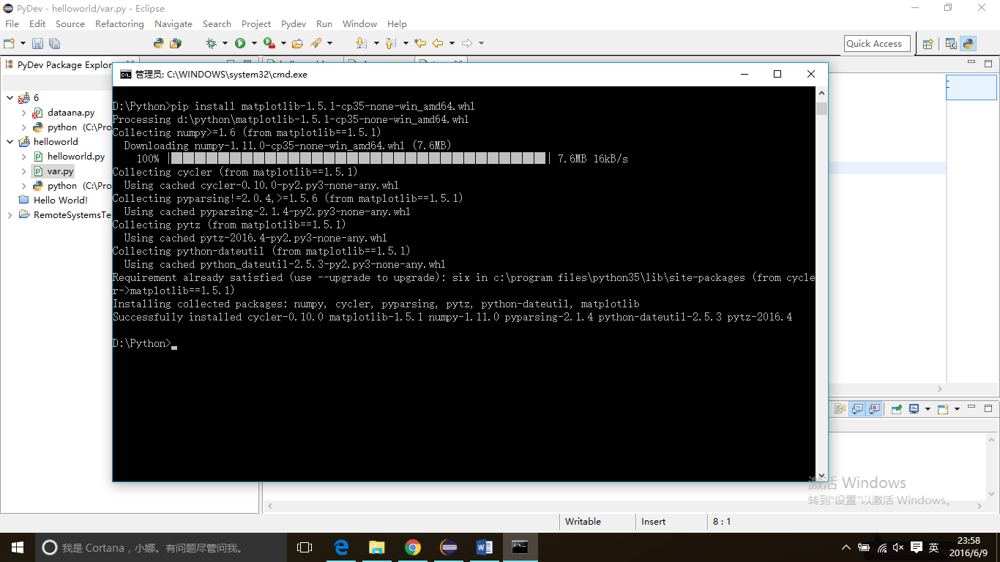 PyDev - helloworld/var.py - Eclipse
File Edit Source Refactoring Navigate Search Project Pydev Run Window Help
Quick Access
PyDev Package Explor
6
dataana.py
python (C:\Pro
helloworld
helloworld.py
var.py
python (C:\Pro
Hello World!
RemoteSystemsTe
管理员: C:\WINDOWS\system32\cmd.exe
D:\Python>pip install matplotlib-1.5.1-cp35-none-win_amd64.whl
Processing d:\python\matplotlib-1.5.1-cp35-none-win_amd64.whl
Collecting numpy>=1.6 (from matplotlib==1.5.1)
Downloading numpy-1.11.0-cp35-none-win_amd64.whl (7.6MB)
100% | | 7.6MB 16kB/s
Collecting cycler (from matplotlib==1.5.1)
Using cached cycler-0.10.0-py2.py3-none-any.whl
Collecting pyparsing!=2.0.4,>=1.5.6 (from matplotlib==1.5.1)
Using cached pyparsing-2.1.4-py2.py3-none-any.whl
Collecting pytz (from matplotlib==1.5.1)
Using cached pytz-2016.4-py2.py3-none-any.whl
Collecting python-dateutil (from matplotlib==1.5.1)
Using cached python_dateutil-2.5.3-py2.py3-none-any.whl
Requirement already satisfied (use --upgrade to upgrade): six in c:\program files\python35\lib\site-packages (from cycle
r->matplotlib==1.5.1)
Installing collected packages: numpy, cycler, pyparsing, pytz, python-dateutil, matplotlib
Successfully installed cycler-0.10.0 matplotlib-1.5.1 numpy-1.11.0 pyparsing-2.1.4 python-dateutil-2.5.3 pytz-2016.4
D:\Python>
激活 Windows
转到"设置"以激活 Windows。
Writable Insert 8 : 1
我是 Cortana，小娜。有问题尽管问我。
英
23:58
2016/6/9